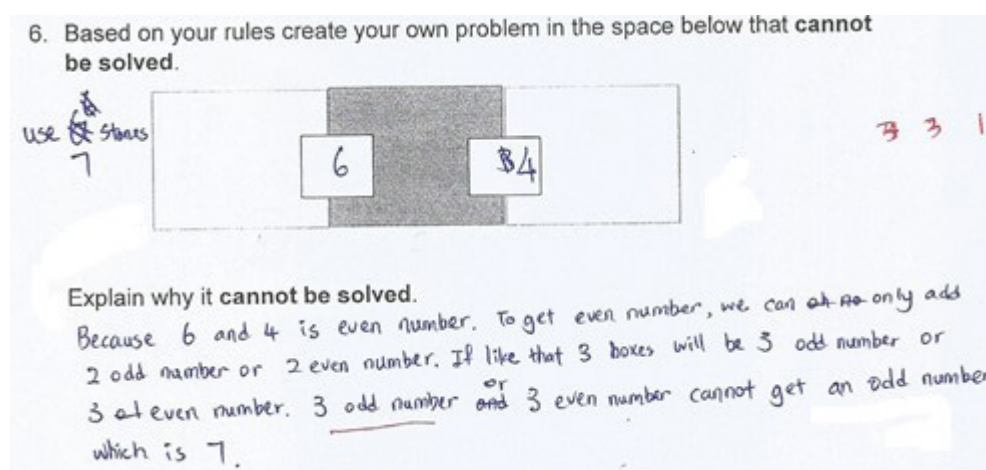 6. Based on your rules create your own problem in the space below that cannot
be solved.
use stones
7
6
4
3 1
Explain why it cannot be solved.
Because 6 and 4 is even number. To get even number, we can only add
2 odd number or 2 even number. If like that 3 boxes will be 3 odd number or
3 even number. 3 odd number or 3 even number cannot get an odd number
which is 7.